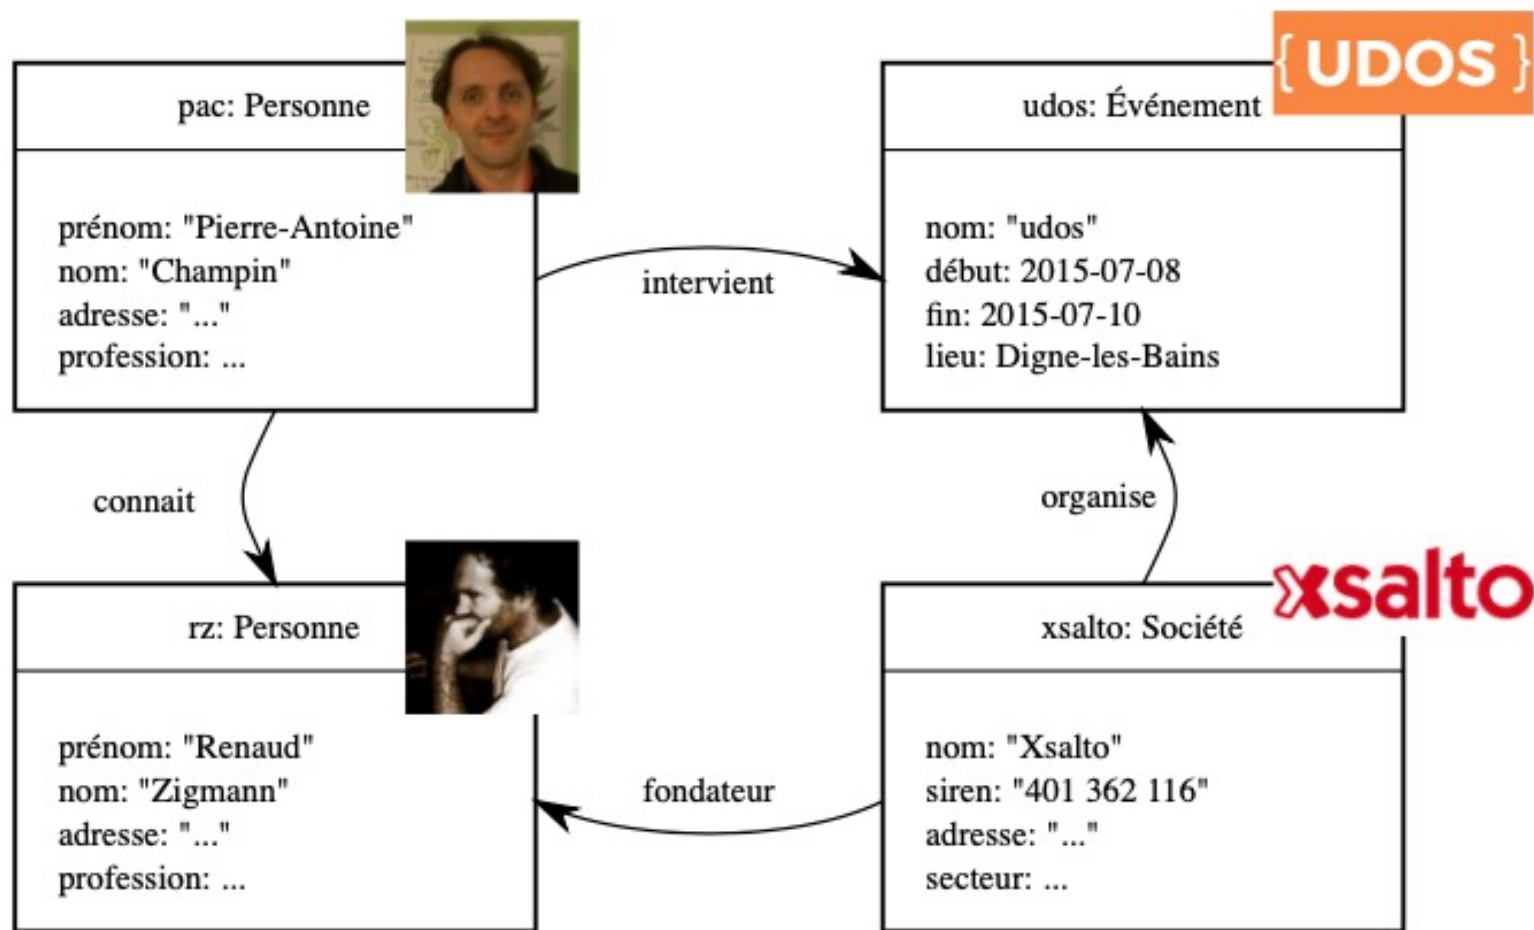 { UDOS }
pac: Personne
prénom: "Pierre-Antoine"
nom: "Champin"
adresse: "..."
profession: ...
intervient
udos: Événement
nom: "udos"
début: 2015-07-08
fin: 2015-07-10
lieu: Digne-les-Bains
connait
organise
rz: Personne
prénom: "Renaud"
nom: "Zigmann"
adresse: "..."
profession: ...
fondateur
xsalto
xsalto: Société
nom: "Xsalto"
siren: "401 362 116"
adresse: "..."
secteur: ...